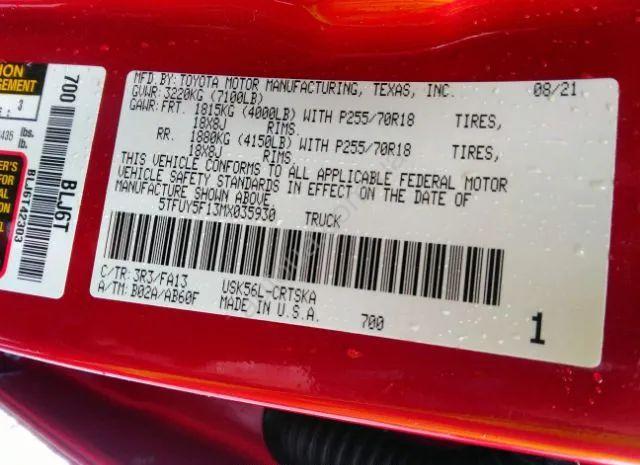 MFD. BY: TOYOTA MOTOR MANUFACTURING, TEXAS, INC. 08/21
GVWR: 3220KG (7100LB)
GAWR: FRT. 1815KG (4000LB) WITH P255/70R18 TIRES,
18X8J RIMS.
RR. 1880KG (4150LB) WITH P255/70R18 TIRES,
18X8J RIMS.
THIS VEHICLE CONFORMS TO ALL APPLICABLE FEDERAL MOTOR
VEHICLE SAFETY STANDARDS IN EFFECT ON THE DATE OF
MANUFACTURE SHOWN ABOVE.
5TFUY5F13MX035930 TRUCK
C/TR: 3R3/FA13 USK56L-CRTSKA
A/TM: B02A/AB60F MADE IN U.S.A. 700
1
700 BLJ6T
BLJ6T42303
3
lbs.
lb.